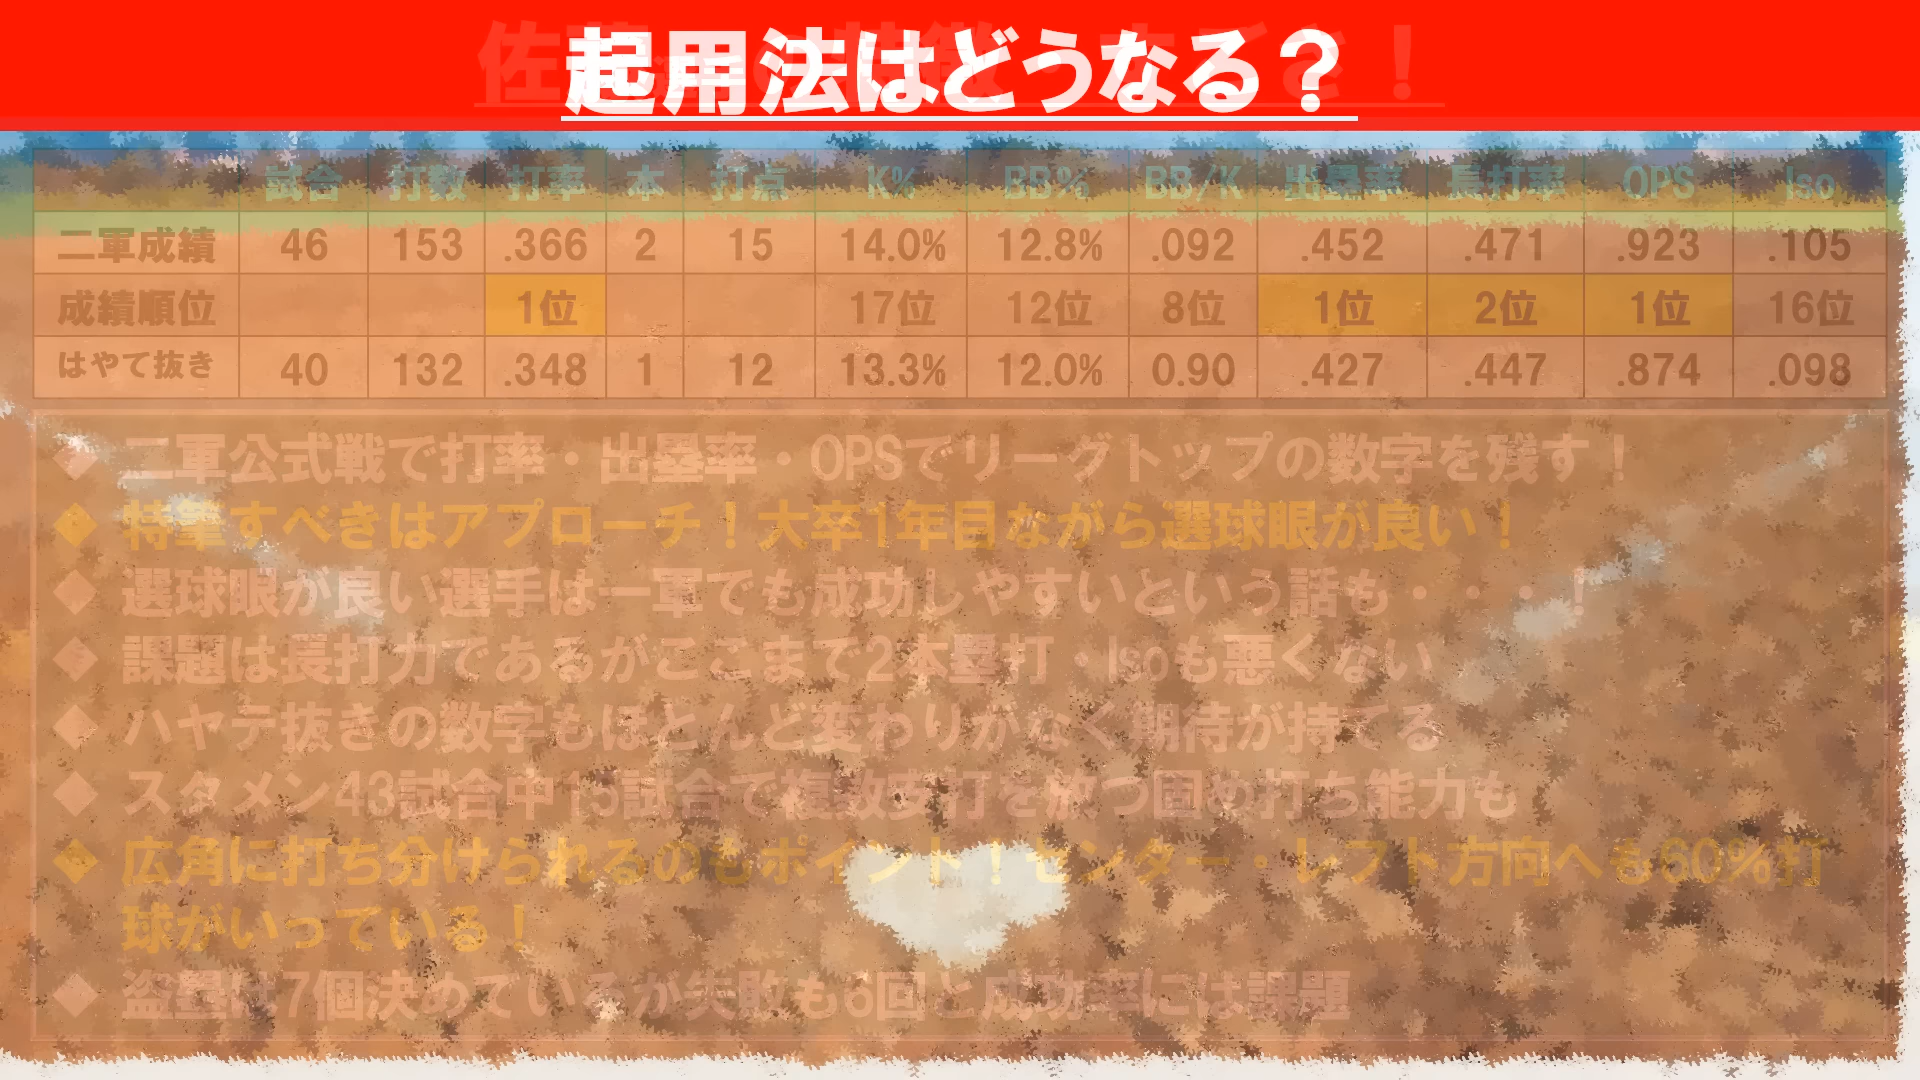 起用法はどうなる？
試合 打数 打率 本 打点 K% BB% BB/K 出塁率 長打率 OPS Iso
二軍成績 46 153 .366 2 15 14.0% 12.8% .092 .452 .471 .923 .105
成績順位 1位 17位 12位 8位 1位 2位 1位 16位
はやて抜き 40 132 .348 1 12 13.3% 12.0% 0.90 .427 .447 .874 .098
◆ 二軍公式戦で打率・出塁率・OPSでリーグトップの数字を残す！
◆ 特筆すべきはアプローチ！大卒1年目ながら選球眼が良い！
◆ 選球眼が良い選手は一軍でも成功しやすいという話も・・・！
◆ 課題は長打力であるがここまで2本塁打・Isoも悪くない
◆ ハヤテ抜きの数字もほとんど変わりがなく期待が持てる
◆ スタメン43試合中15試合で複数安打を放つ固め打ち能力も
◆ 広角に打ち分けられるのもポイント！センター・レフト方向へも60%打
球がいっている！
◆ 盗塁は7個決めているが失敗も6回と成功率には課題